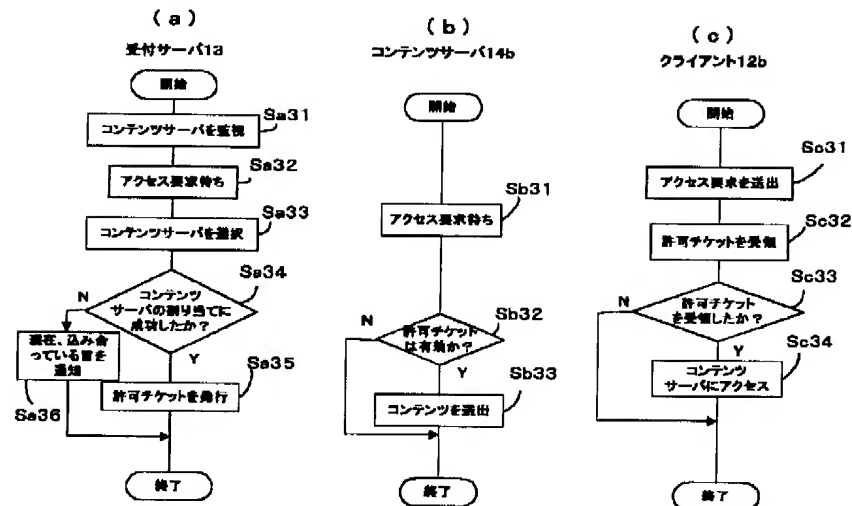 (a)
受付サーバ13
開始
Sa31
コンテンツサーバを監視
Sa32
アクセス要求待ち
Sa33
コンテンツサーバを選択
Sa34
コンテンツ
サーバの割り当てに
成功したか？
N
Y
現在、込み合
っている旨を
通知
Sa36
Sa35
許可チケットを発行
終了
(b)
コンテンツサーバ14b
開始
Sb31
アクセス要求待ち
Sb32
許可チケット
は有効か？
N
Y
Sb33
コンテンツを送出
終了
(c)
クライアント12b
開始
Sc31
アクセス要求を送出
Sc32
許可チケットを受領
Sc33
許可チケット
を受領したか？
N
Y
Sc34
コンテンツ
サーバにアクセス
終了